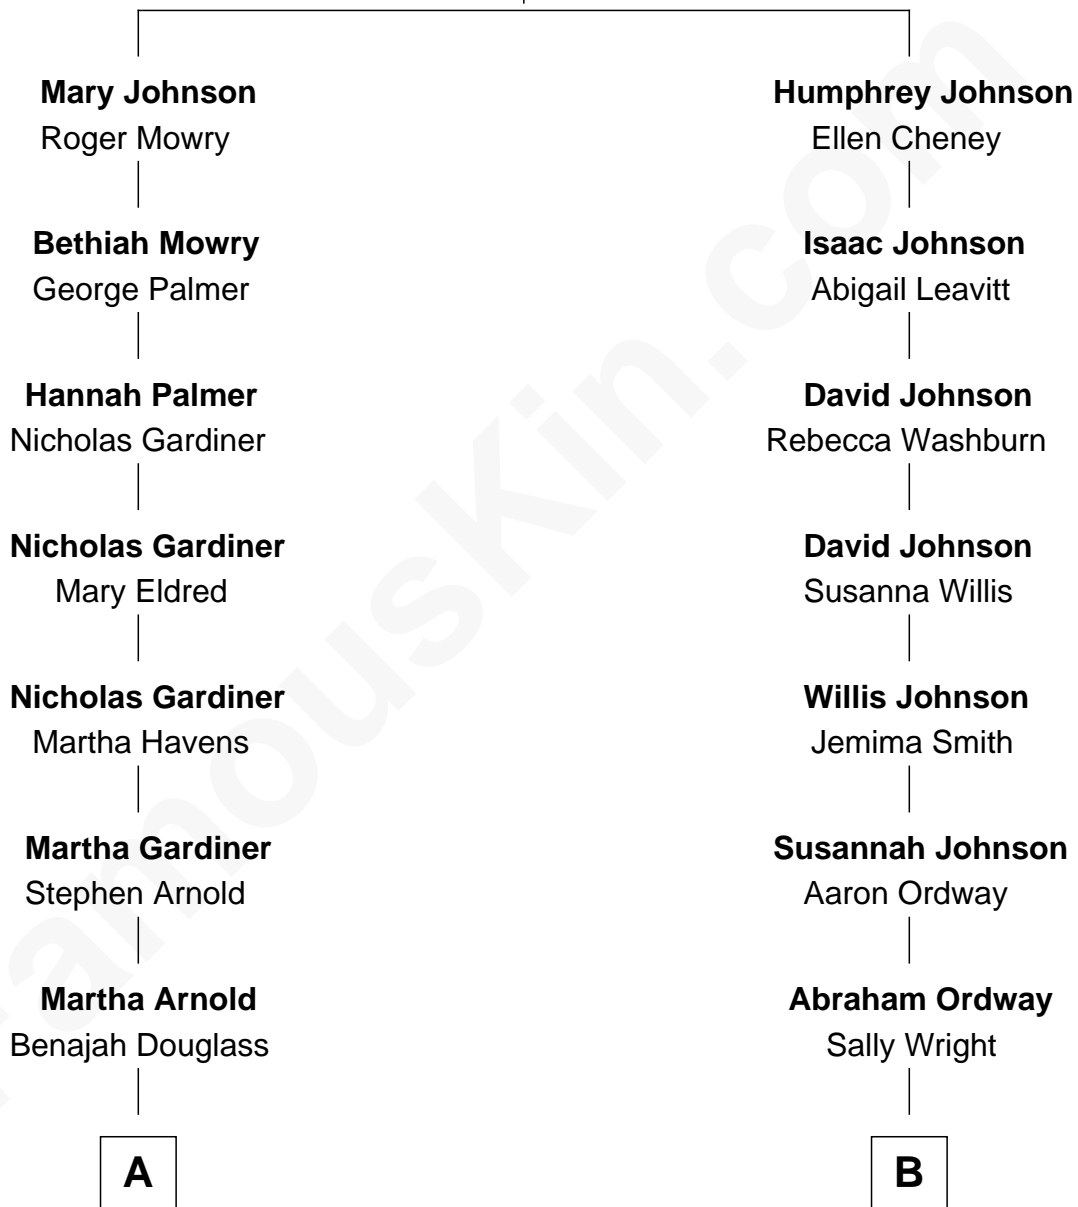 Mary Johnson
Roger Mowry
Bethiah Mowry
George Palmer
Hannah Palmer
Nicholas Gardiner
Nicholas Gardiner
Mary Eldred
Nicholas Gardiner
Martha Havens
Martha Gardiner
Stephen Arnold
Martha Arnold
Benajah Douglass
A
Humphrey Johnson
Ellen Cheney
Isaac Johnson
Abigail Leavitt
David Johnson
Rebecca Washburn
David Johnson
Susanna Willis
Willis Johnson
Jemima Smith
Susannah Johnson
Aaron Ordway
Abraham Ordway
Sally Wright
B
FamousKin.com